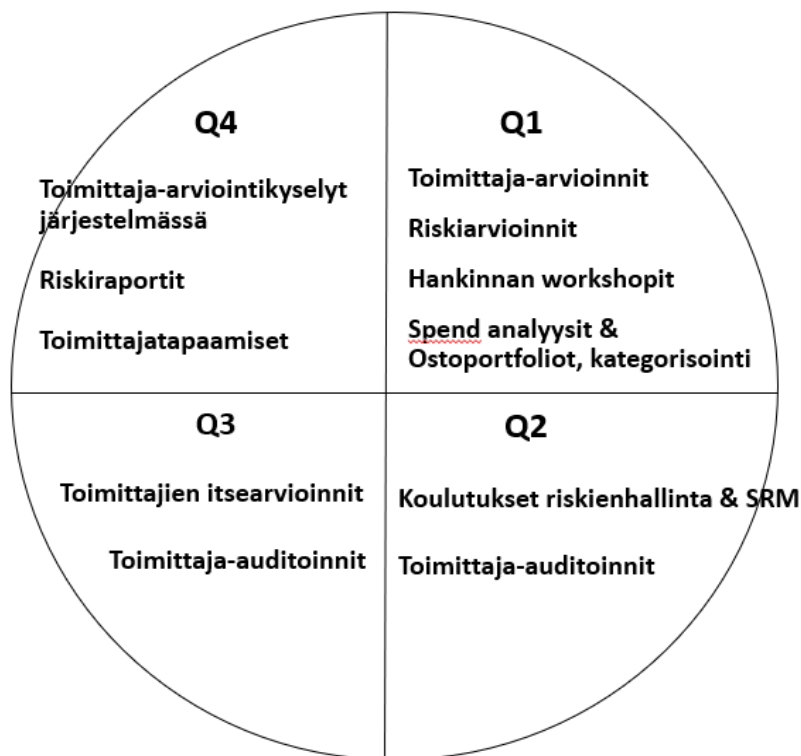 Q4
Toimittaja-arviointikyselyt
järjestelmässä
Riskiraportit
Toimittajatapaamiset
Q1
Toimittaja-arvioinnit
Riskiarvioinnit
Hankinnan workshopit
Spend analyysit &
Ostoportfoliot, kategorisointi
Q3
Toimittajien itsearvioinnit
Toimittaja-auditoinnit
Q2
Koulutukset riskienhallinta & SRM
Toimittaja-auditoinnit